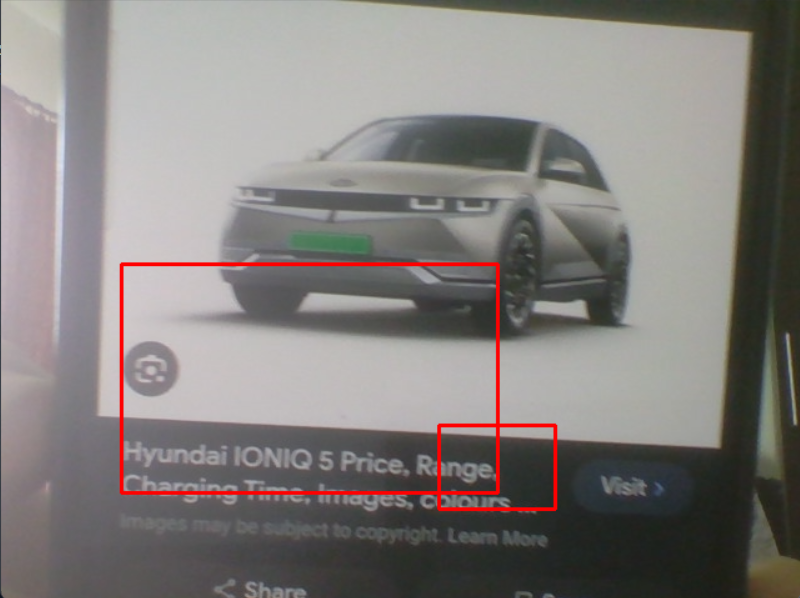 Hyundai IONIQ 5 Price, Range,
Charging Time, Images, colours ...
Visit >
Images may be subject to copyright. Learn More
Share